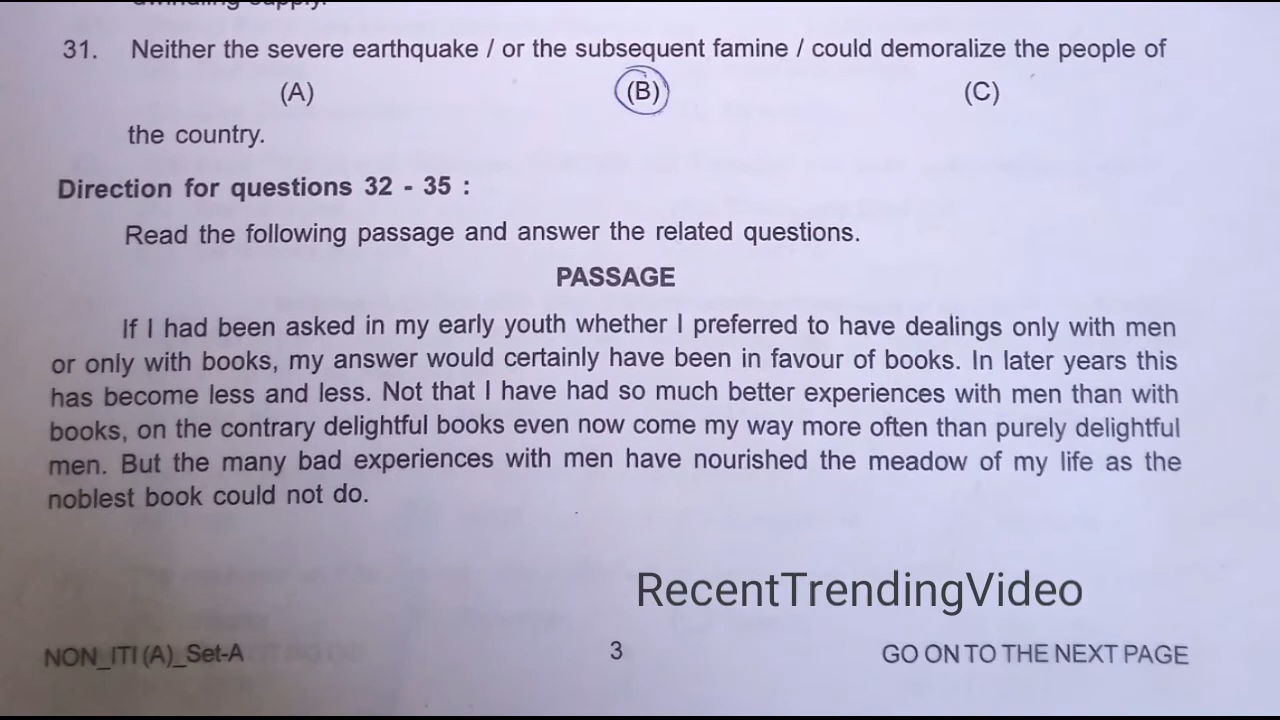 dwindling supply.
31. Neither the severe earthquake / or the subsequent famine / could demoralize the people of
(A) (B) (C)
the country.
Direction for questions 32 - 35 :
Read the following passage and answer the related questions.
PASSAGE
If I had been asked in my early youth whether I preferred to have dealings only with men
or only with books, my answer would certainly have been in favour of books. In later years this
has become less and less. Not that I have had so much better experiences with men than with
books, on the contrary delightful books even now come my way more often than purely delightful
men. But the many bad experiences with men have nourished the meadow of my life as the
noblest book could not do.
RecentTrendingVideo
NON_ITI (A)_Set-A 3 GO ON TO THE NEXT PAGE